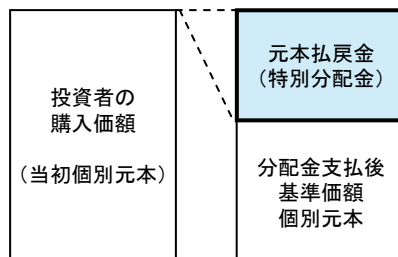 投資者の
購入価額
（当初個別元本）
元本払戻金
（特別分配金）
分配金支払後
基準価額
個別元本